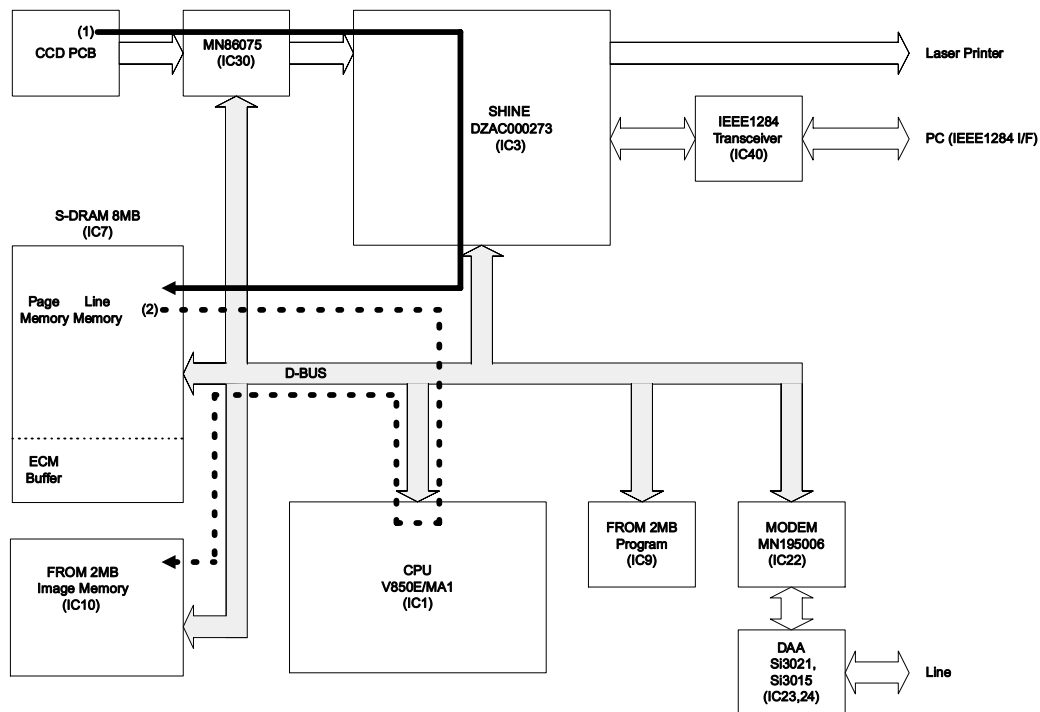 (1)
CCD PCB
MN86075
(IC30)
SHINE
DZAC000273
(IC3)
Laser Printer
IEEE1284
Transceiver
(IC40)
PC (IEEE1284 I/F)
S-DRAM 8MB
(IC7)
Page Line
Memory Memory
(2)
D-BUS
ECM
Buffer
FROM 2MB
Image Memory
(IC10)
CPU
V850E/MA1
(IC1)
FROM 2MB
Program
(IC9)
MODEM
MN195006
(IC22)
DAA
Si3021,
Si3015
(IC23,24)
Line